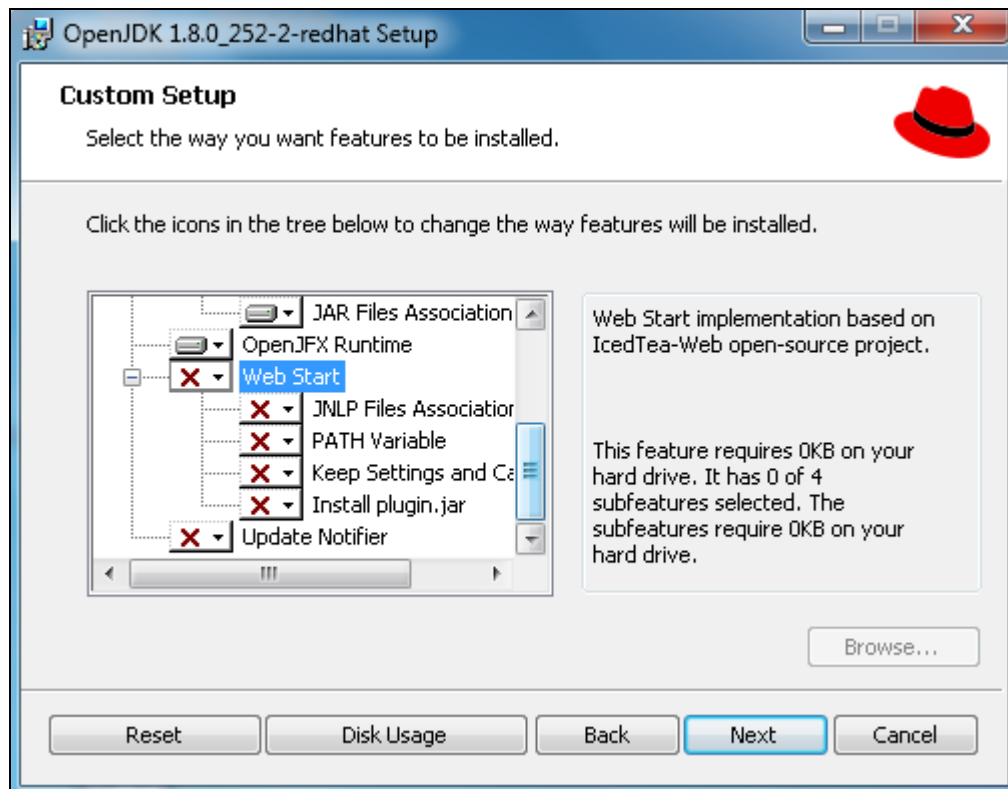 OpenJDK 1.8.0_252-2-redhat Setup
Custom Setup
Select the way you want features to be installed.
Click the icons in the tree below to change the way features will be installed.
JAR Files Association
OpenJFX Runtime
Web Start
JNLP Files Association
PATH Variable
Keep Settings and Ca
Install plugin.jar
Update Notifier
Web Start implementation based on
IcedTea-Web open-source project.
This feature requires 0KB on your
hard drive. It has 0 of 4
subfeatures selected. The
subfeatures require 0KB on your
hard drive.
Browse...
Reset
Disk Usage
Back
Next
Cancel